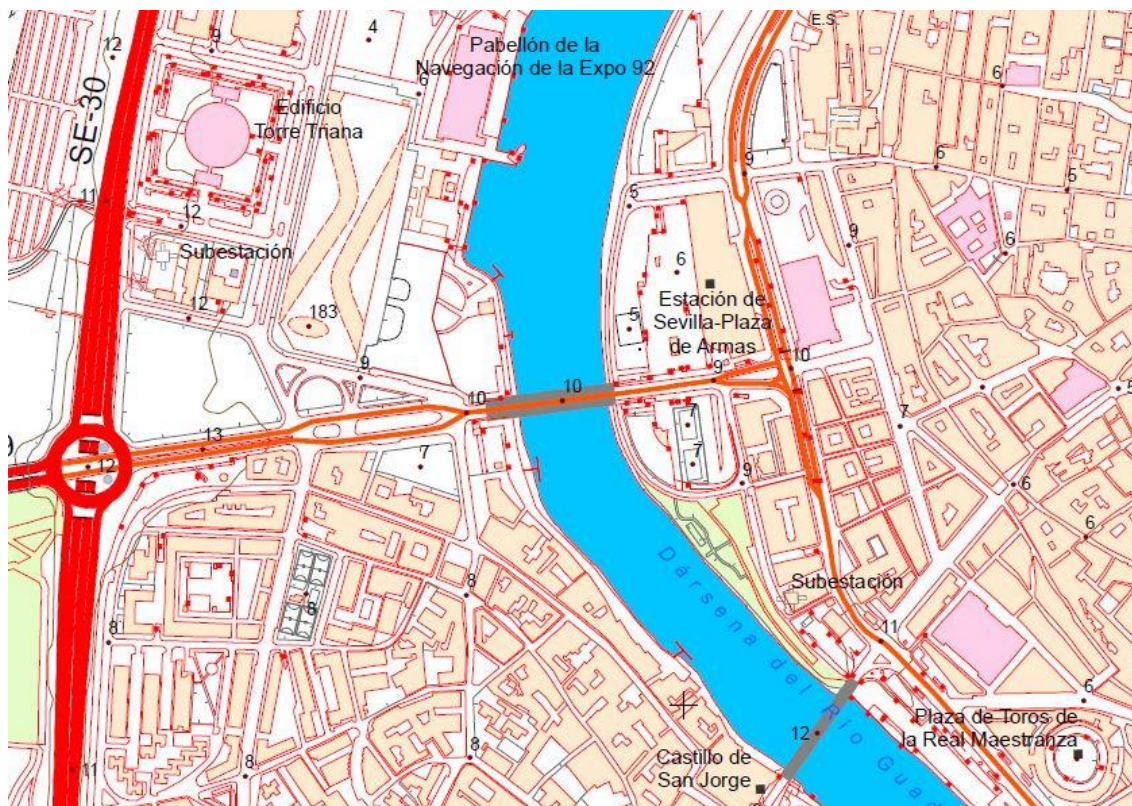 E.S.
12
9
4
6
Pabellón de la
Navegación de la Expo 92
6
Edificio
Torre Triana
SE-30
9
6
5
11
12
5
9
6
6
Subestación
12
183
Estación de
Sevilla-Plaza
de Armas
5
9
9
10
10
10
5
7
7
7
13
12
9
6
6
Dársena del Río Gua
Subestación
8
8
8
11
6
12
Plaza de Toros de
la Real Maestranza
Castillo de
San Jorge
11
8
8